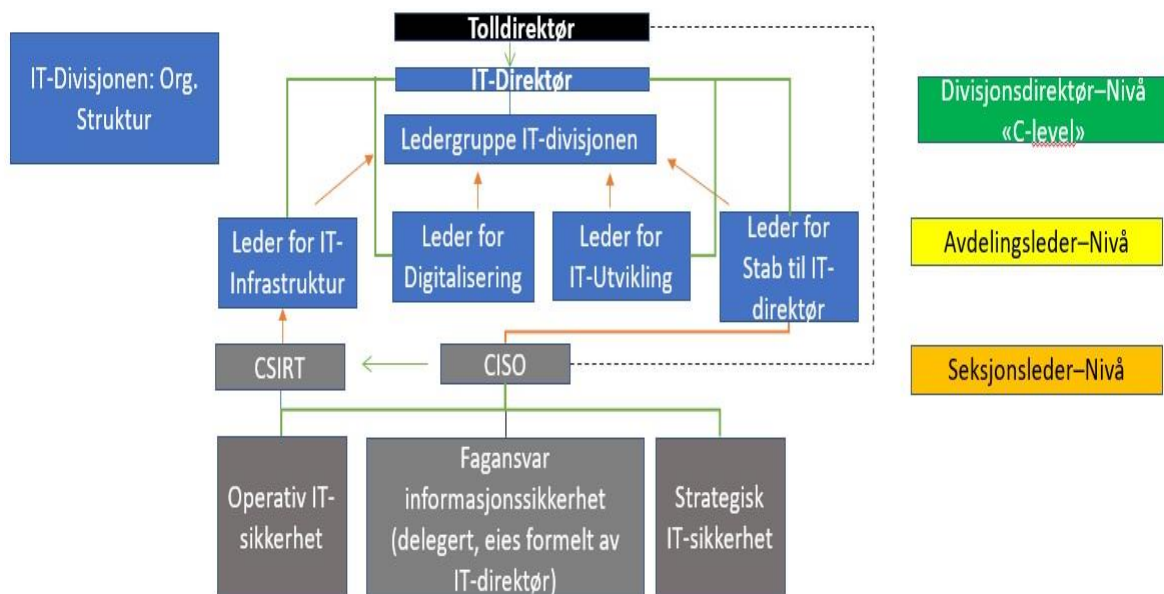 Tolldirektør
IT-Divisjonen: Org.
Struktur
IT-Direktør
Ledergruppe IT-divisjonen
Divisjonsdirektør–Nivå
«C-level»
Leder for IT-
Infrastruktur
Leder for
Digitalisering
Leder for
IT-Utvikling
Leder for
Stab til IT-
direktør
Avdelingsleder–Nivå
CSIRT
CISO
Seksjonsleder–Nivå
Operativ IT-
sikkerhet
Fagansvar
informasjonssikkerhet
(delegert, eies formelt av
IT-direktør)
Strategisk
IT-sikkerhet